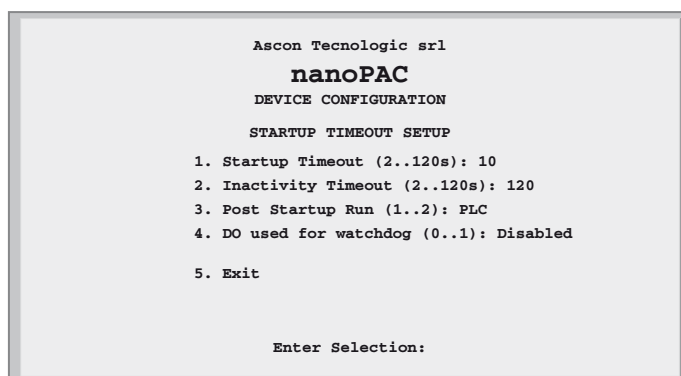 Ascon Tecnologic srl
nanoPAC
DEVICE CONFIGURATION
STARTUP TIMEOUT SETUP
1. Startup Timeout (2..120s): 10
2. Inactivity Timeout (2..120s): 120
3. Post Startup Run (1..2): PLC
4. DO used for watchdog (0..1): Disabled
5. Exit
Enter Selection: